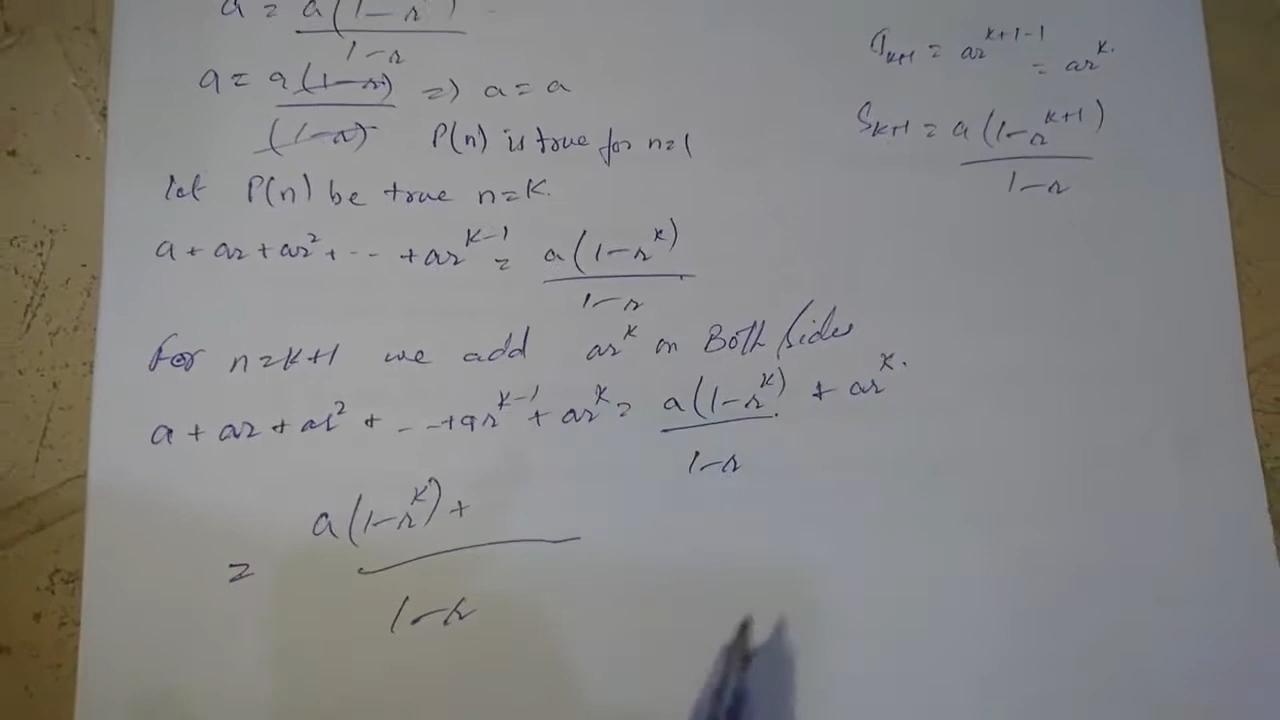 a = a(1-r
1-r
a = a(1-r) => a = a
(1-r) P(n) is true for n=1
let P(n) be true n=k.
a + ar + ar² + ... + ar^{k-1} = a(1-r^k)
1-r
For n=k+1 we add ar^k on Both Sides
a + ar + ar² + ... + ar^{k-1} + ar^k = a(1-r^k) + ar^k.
1-r
= a(1-r^k) +
1-r
T_{k+1} = ar^{k+1-1}
= ar^k.
S_{k+1} = a(1-r^{k+1})
1-r